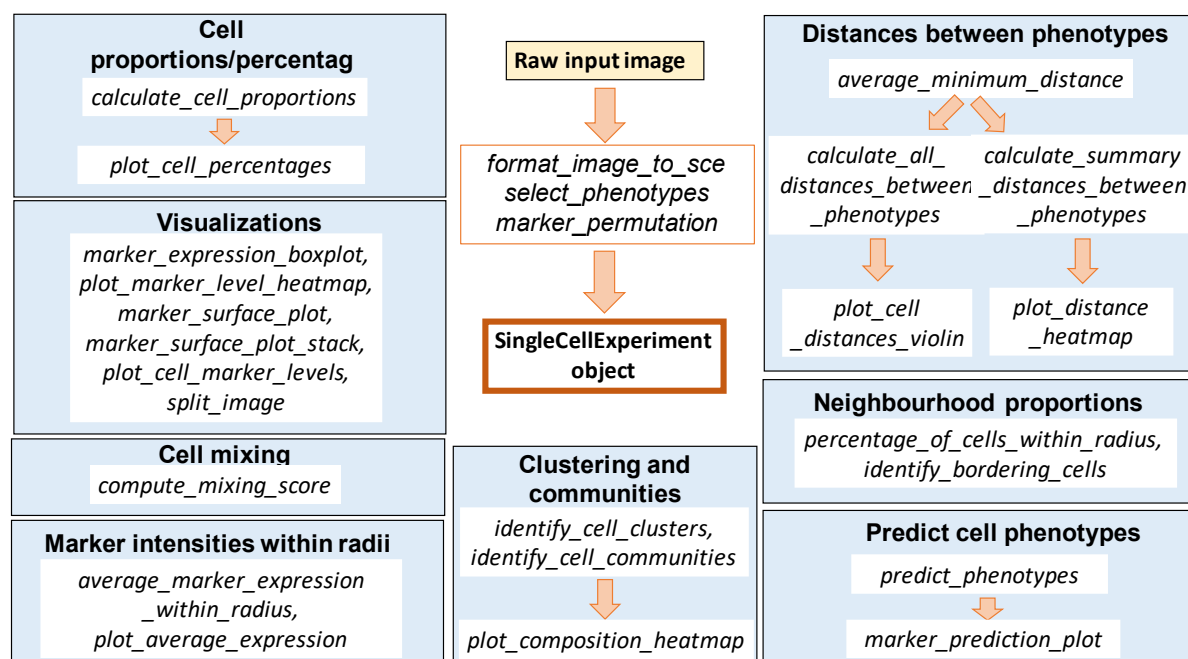 Cell
proportions/percentag
calculate_cell_proportions
plot_cell_percentages
Visualizations
marker_expression_boxplot,
plot_marker_level_heatmap,
marker_surface_plot,
marker_surface_plot_stack,
plot_cell_marker_levels,
split_image
Cell mixing
compute_mixing_score
Marker intensities within radii
average_marker_expression
_within_radius,
plot_average_expression
Raw input image
format_image_to_sce
select_phenotypes
marker_permutation
SingleCellExperiment
object
Clustering and
communities
identify_cell_clusters,
identify_cell_communities
plot_composition_heatmap
Distances between phenotypes
average_minimum_distance
calculate_all_
distances_between
_phenotypes
calculate_summary
_distances_between
_phenotypes
plot_cell
_distances_violin
plot_distance
_heatmap
Neighbourhood proportions
percentage_of_cells_within_radius,
identify_bordering_cells
Predict cell phenotypes
predict_phenotypes
marker_prediction_plot